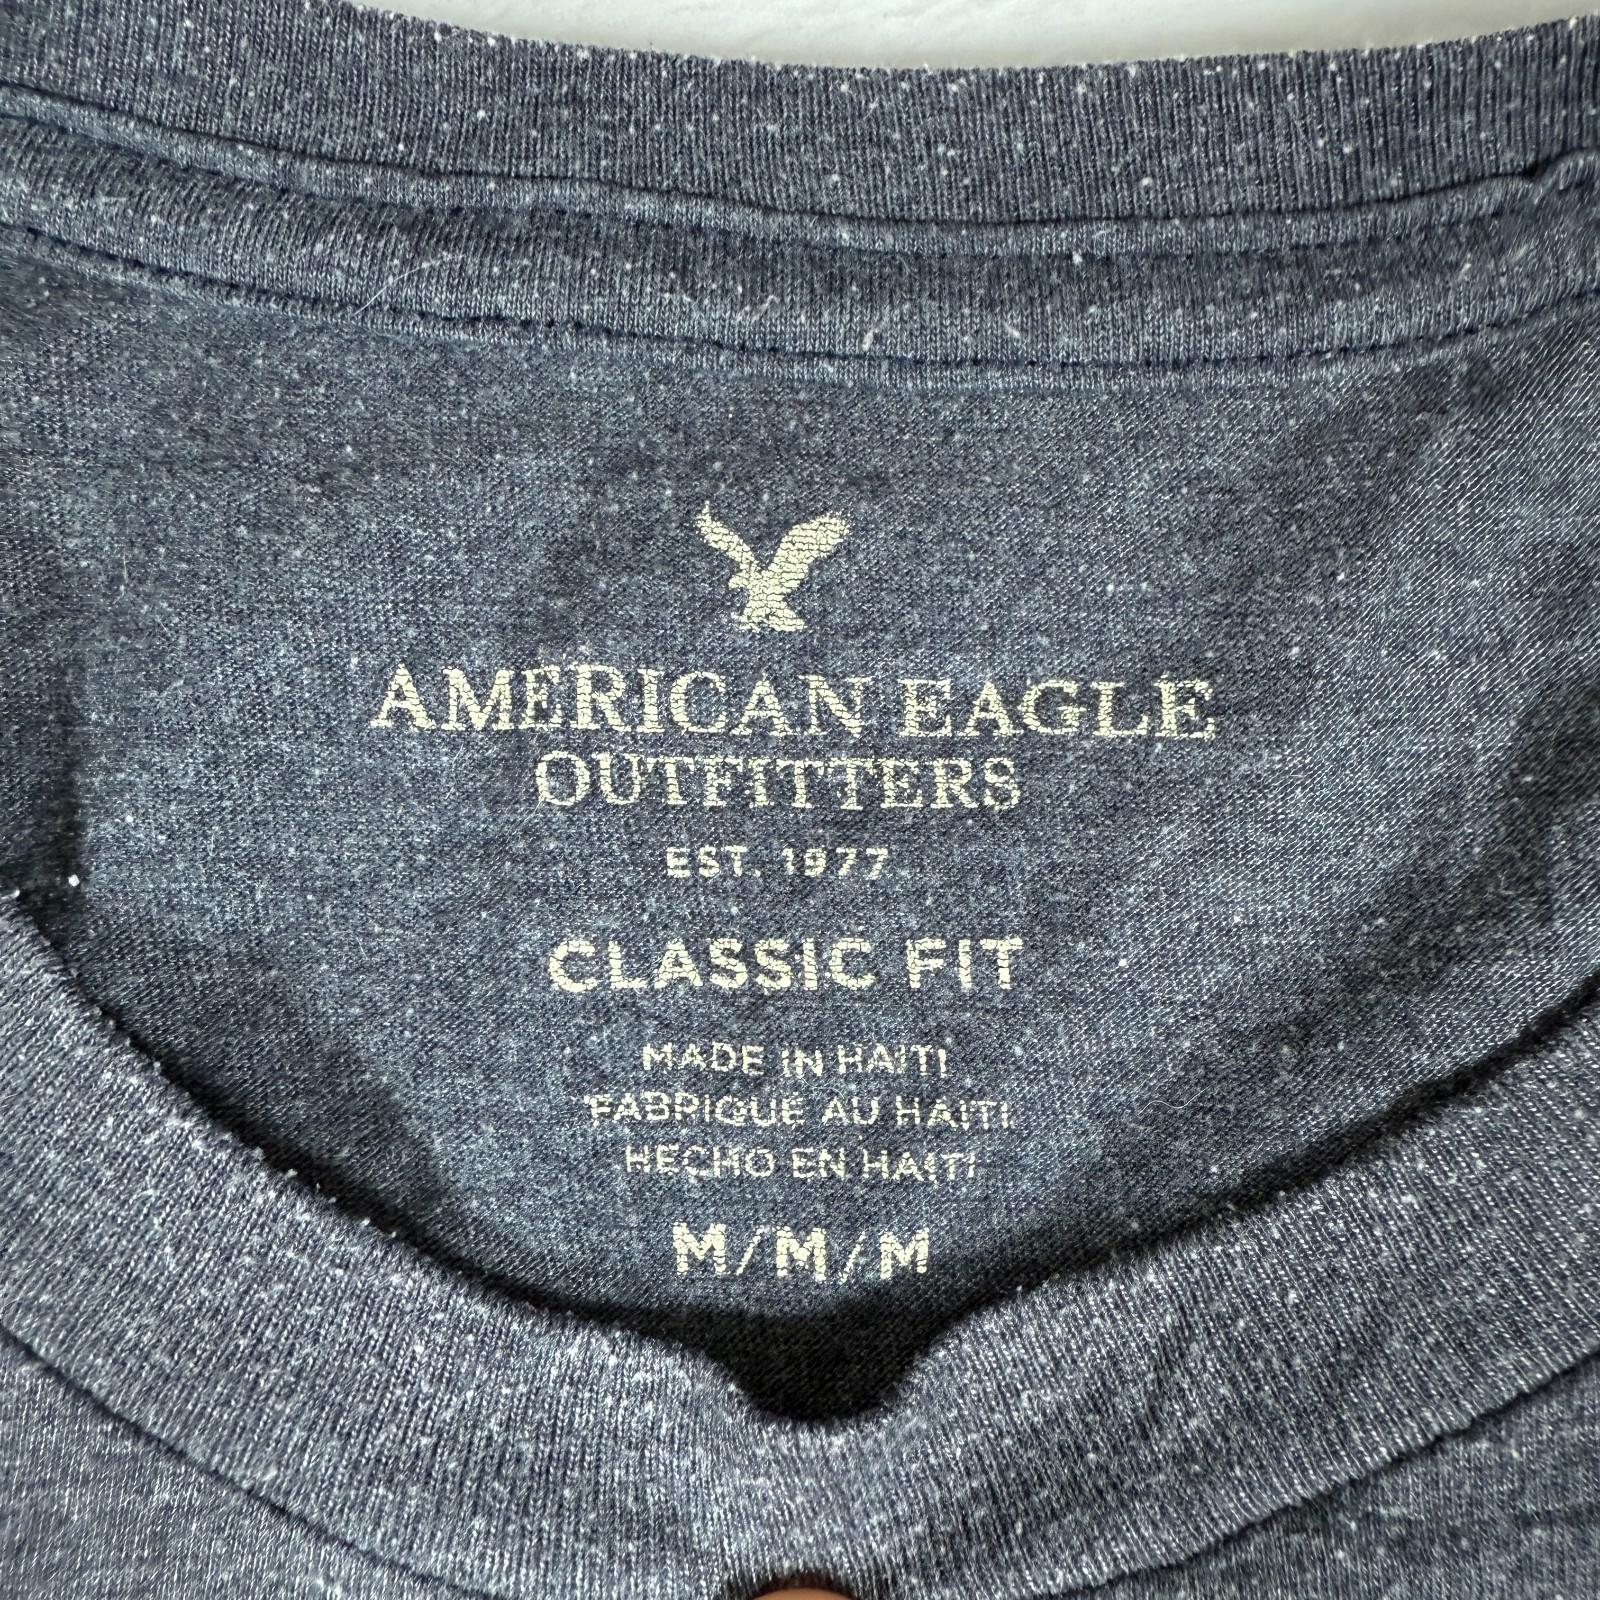 AMERICAN EAGLE
OUTFITTERS
EST. 1977
CLASSIC FIT
MADE IN HAITI
FABRIQUE AU HAITI
HECHO EN HAITI
M/M/M